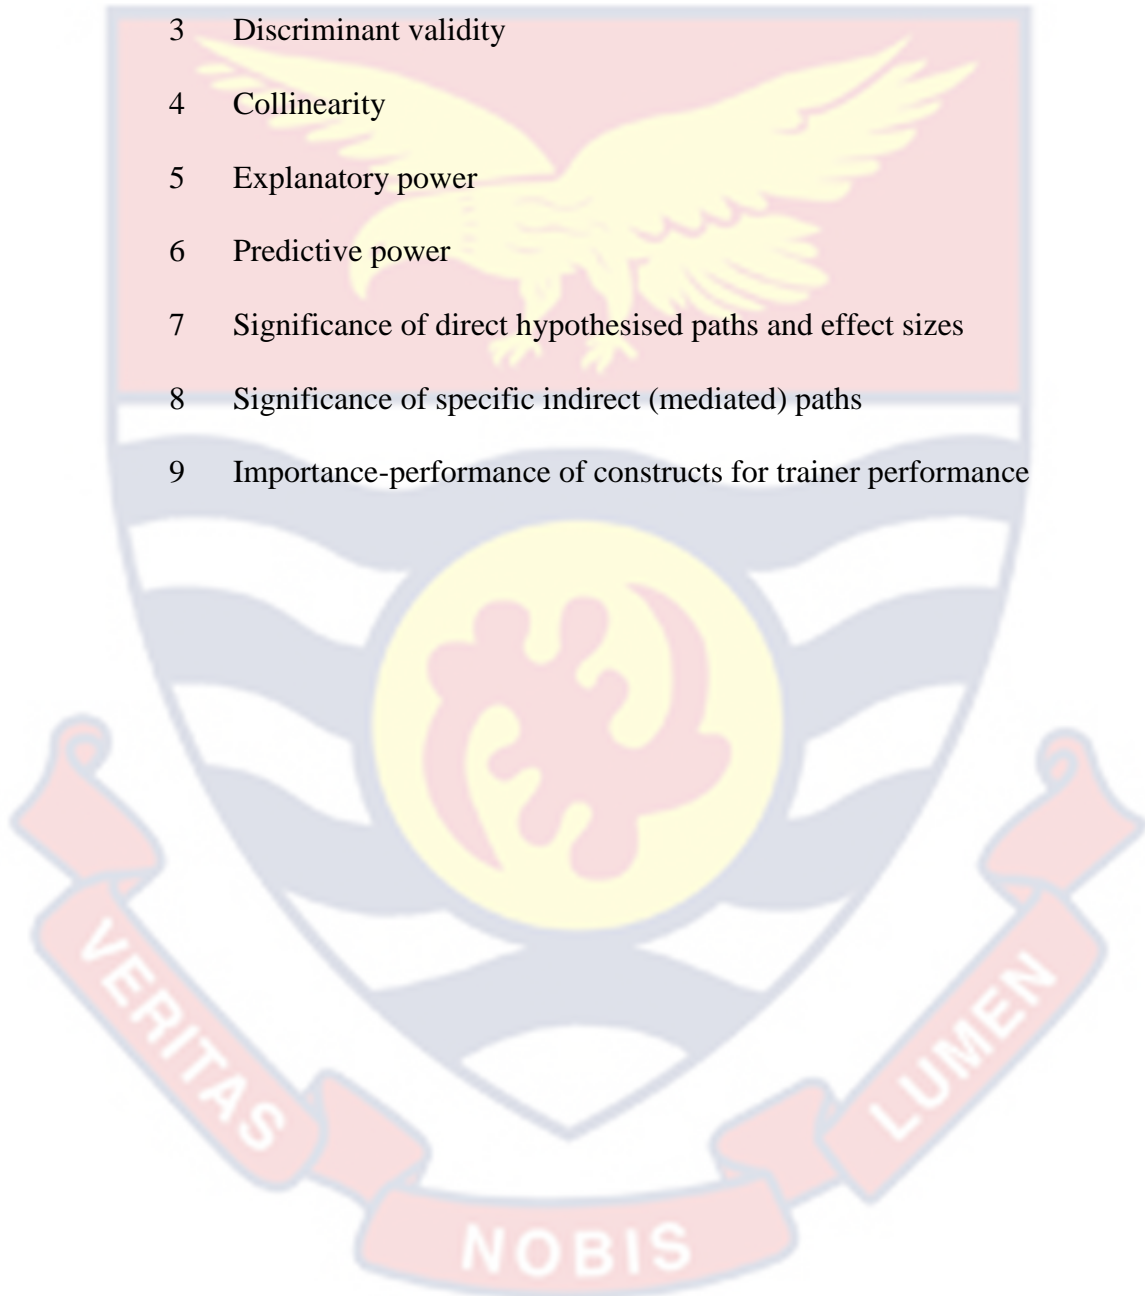 3 Discriminant validity
4 Collinearity
5 Explanatory power
6 Predictive power
7 Significance of direct hypothesised paths and effect sizes
8 Significance of specific indirect (mediated) paths
9 Importance-performance of constructs for trainer performance
VERITAS
NOBIS
LUMEN